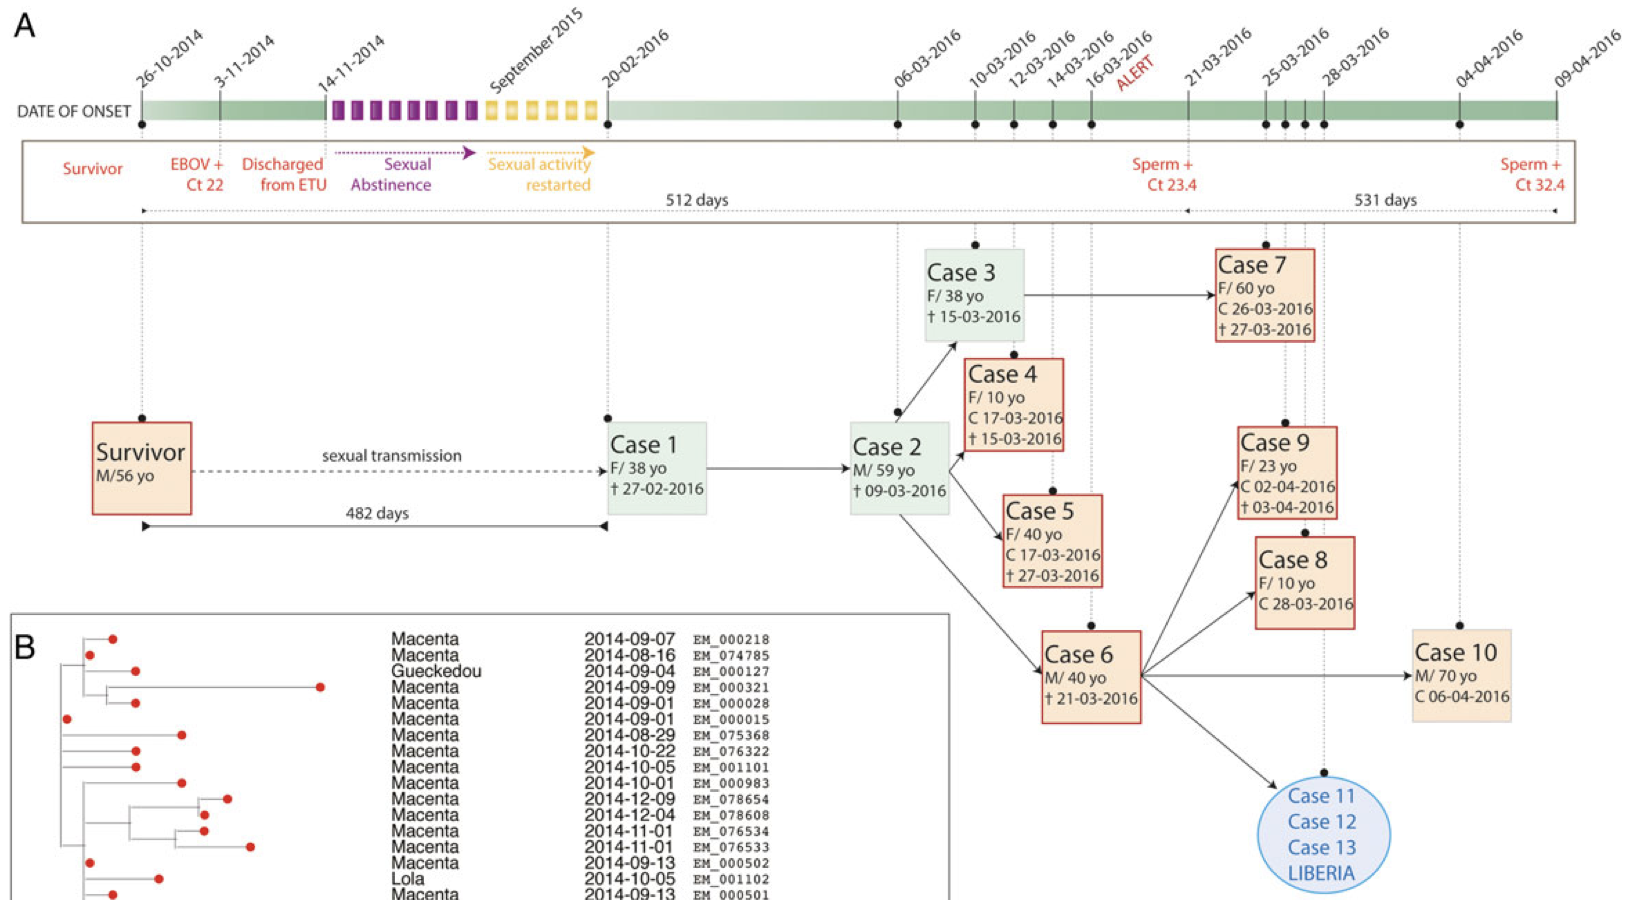 A
26-10-2014
3-11-2014
14-11-2014
September 2015
20-02-2016
06-03-2016
10-03-2016
12-03-2016
14-03-2016
16-03-2016
ALERT
21-03-2016
25-03-2016
28-03-2016
04-04-2016
09-04-2016
DATE OF ONSET
Survivor
EBOV +
Ct 22
Discharged
from ETU
Sexual
Abstinence
Sexual activity
restarted
Sperm +
Ct 23.4
Sperm +
Ct 32.4
512 days
531 days
Case 3
F/ 38 yo
† 15-03-2016
Case 7
F/ 60 yo
C 26-03-2016
† 27-03-2016
Case 4
F/ 10 yo
C 17-03-2016
† 15-03-2016
Survivor
M/56 yo
sexual transmission
482 days
Case 1
F/ 38 yo
† 27-02-2016
Case 2
M/ 59 yo
† 09-03-2016
Case 9
F/ 23 yo
C 02-04-2016
† 03-04-2016
Case 5
F/ 40 yo
C 17-03-2016
† 27-03-2016
Case 8
F/ 10 yo
C 28-03-2016
Case 6
M/ 40 yo
† 21-03-2016
Case 10
M/ 70 yo
C 06-04-2016
Case 11
Case 12
Case 13
LIBERIA
B
Macenta 2014-09-07 EM_000218
Macenta 2014-08-16 EM_074785
Gueckedou 2014-09-04 EM_000127
Macenta 2014-09-09 EM_000321
Macenta 2014-09-01 EM_000028
Macenta 2014-09-01 EM_000015
Macenta 2014-08-29 EM_075368
Macenta 2014-10-22 EM_076322
Macenta 2014-10-05 EM_001101
Macenta 2014-10-01 EM_000983
Macenta 2014-12-09 EM_078654
Macenta 2014-12-04 EM_078608
Macenta 2014-11-01 EM_076534
Macenta 2014-11-01 EM_076533
Macenta 2014-09-13 EM_000502
Lola 2014-10-05 EM_001102
Macenta 2014-09-13 EM_000501